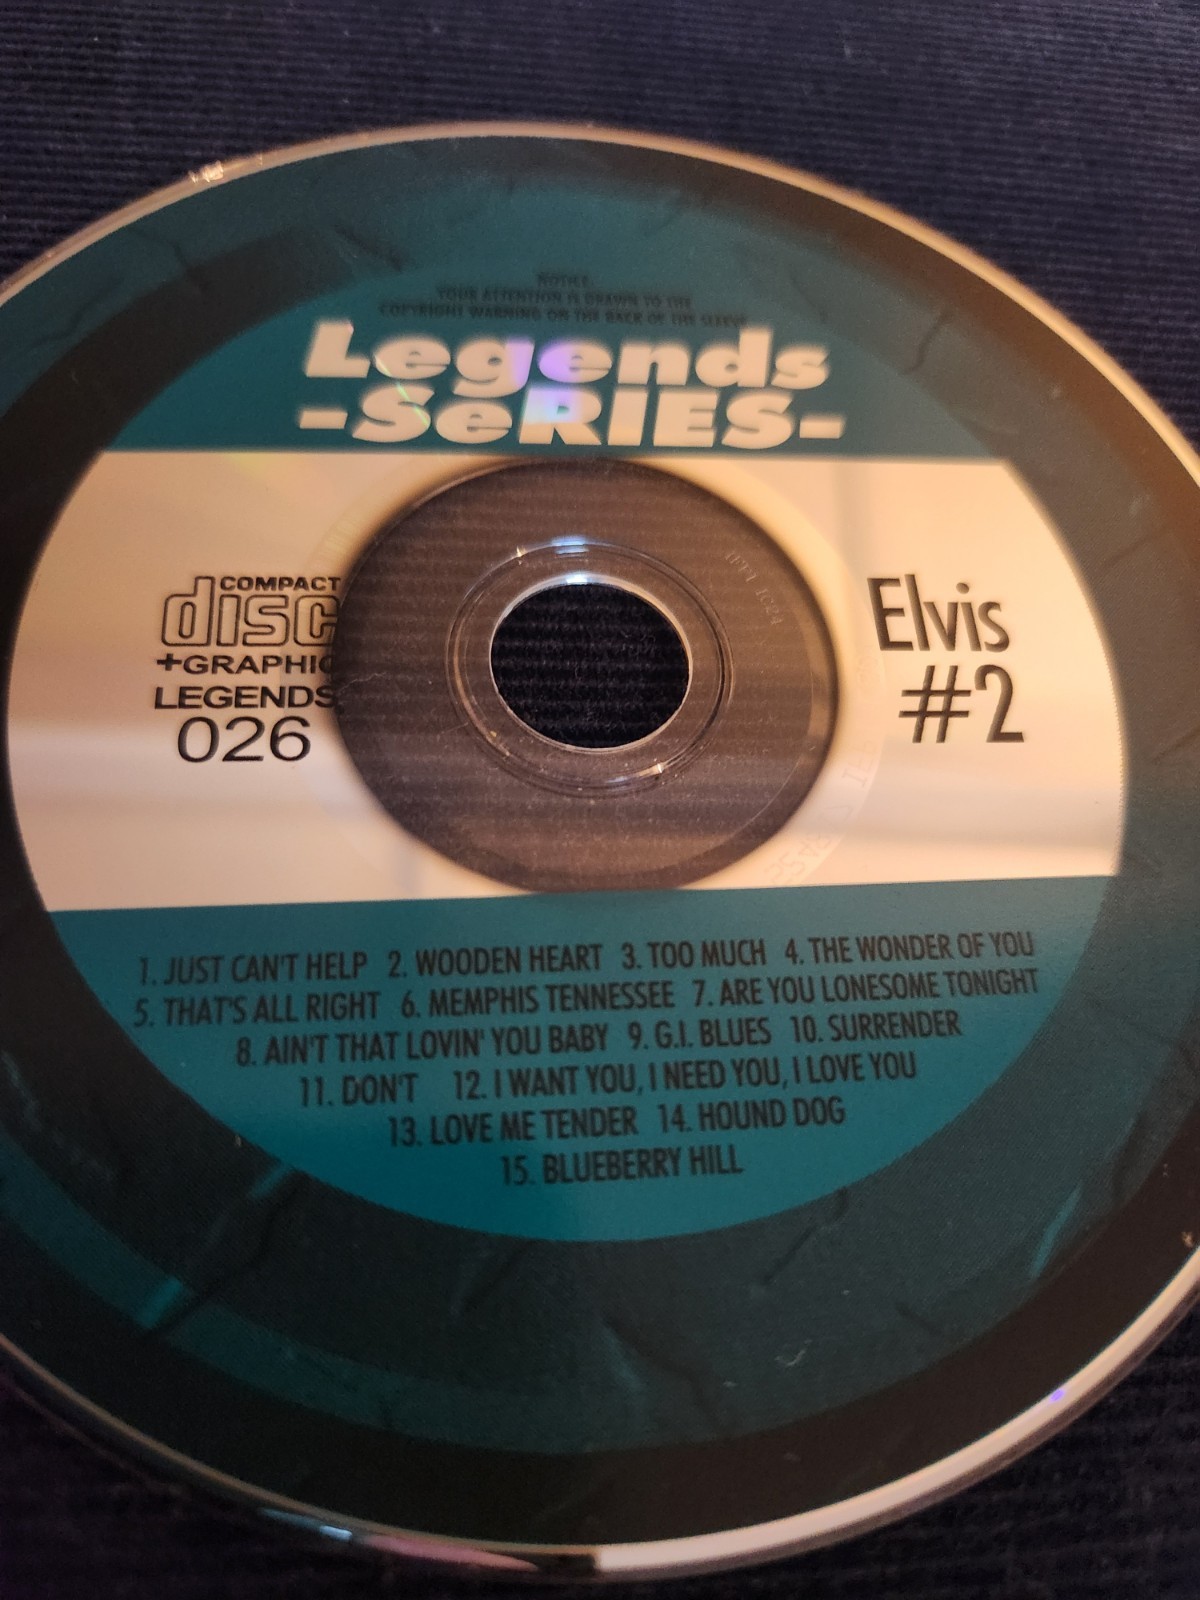 NOTICE:
YOUR ATTENTION IS DRAWN TO THE
COPYRIGHT WARNING ON THE BACK OF THE SLEEVE
Legends
-SeRIES-
COMPACT
disc
+GRAPHIC
LEGENDS
026
Elvis
#2
1. JUST CAN'T HELP 2. WOODEN HEART 3. TOO MUCH 4. THE WONDER OF YOU
5. THAT'S ALL RIGHT 6. MEMPHIS TENNESSEE 7. ARE YOU LONESOME TONIGHT
8. AIN'T THAT LOVIN' YOU BABY 9. G.I. BLUES 10. SURRENDER
11. DON'T 12. I WANT YOU, I NEED YOU, I LOVE YOU
13. LOVE ME TENDER 14. HOUND DOG
15. BLUEBERRY HILL